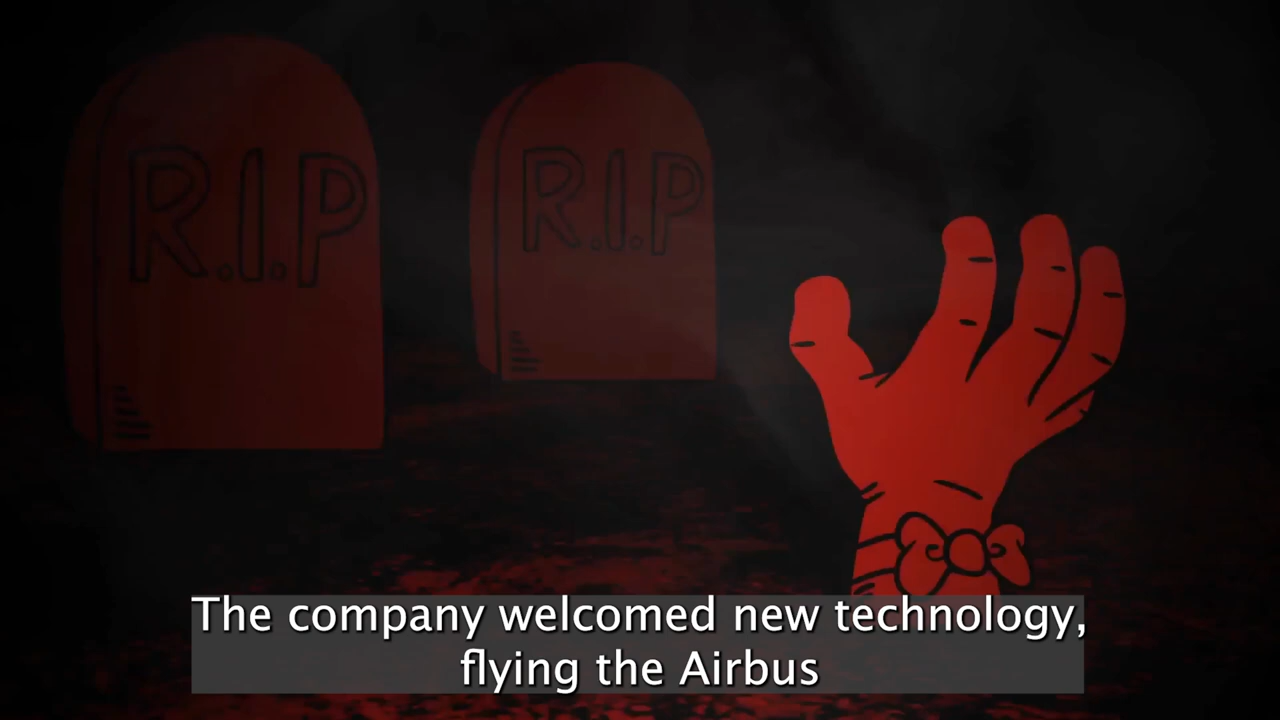 R.I.P
R.I.P
The company welcomed new technology,
flying the Airbus